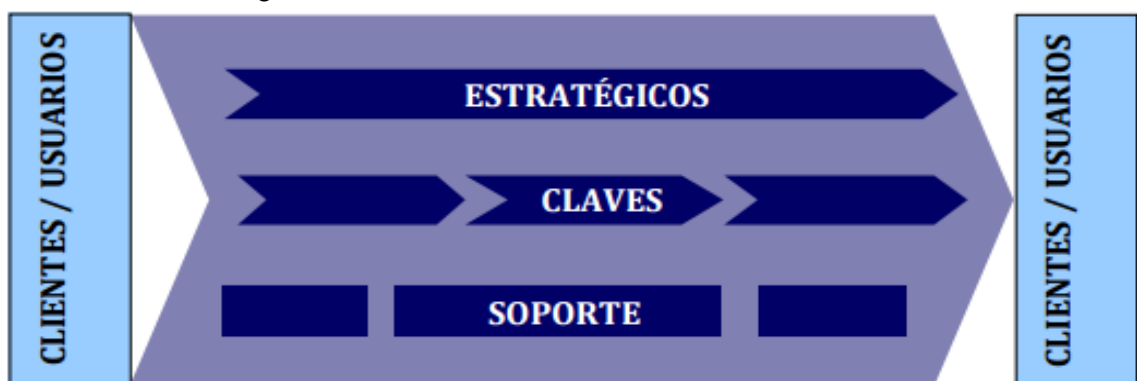 CLIENTES / USUARIOS
ESTRATÉGICOS
CLAVES
SOPORTE
CLIENTES / USUARIOS